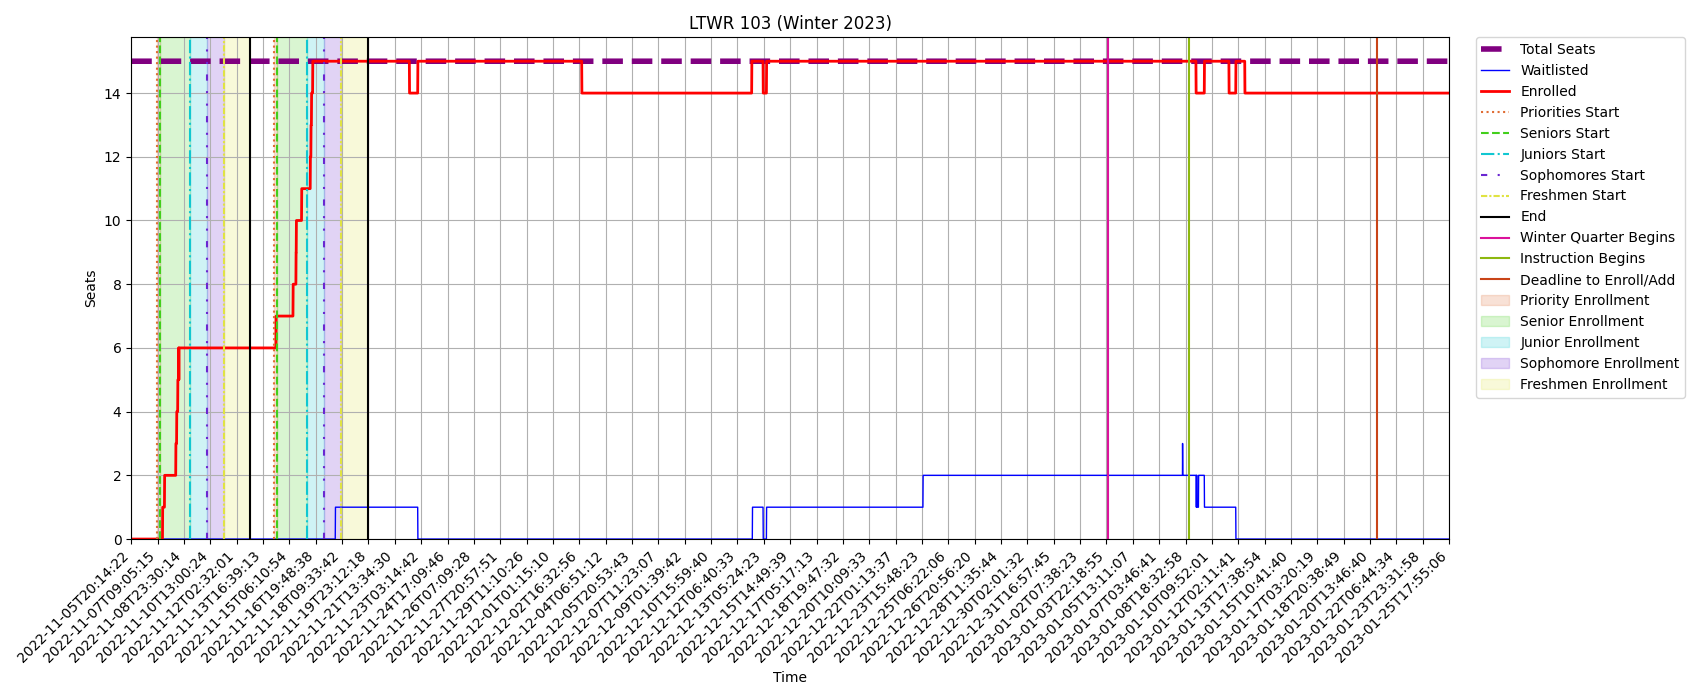 LTWR 103 (Winter 2023)
Seats
14
12
10
8
6
4
2
0
2022-11-05T20:14:22
2022-11-07T09:05:15
2022-11-08T23:30:14
2022-11-10T13:00:24
2022-11-12T02:32:01
2022-11-13T16:39:13
2022-11-15T06:10:54
2022-11-16T19:48:38
2022-11-18T09:33:42
2022-11-19T23:12:18
2022-11-21T13:34:30
2022-11-23T03:14:42
2022-11-24T17:09:46
2022-11-26T07:09:28
2022-11-27T20:57:51
2022-11-29T11:10:26
2022-12-01T01:15:10
2022-12-02T16:32:56
2022-12-04T06:51:12
2022-12-05T20:53:43
2022-12-07T11:23:07
2022-12-09T01:39:42
2022-12-10T15:59:40
2022-12-12T06:40:33
2022-12-13T05:24:23
2022-12-15T14:49:39
2022-12-17T05:17:13
2022-12-18T19:47:32
2022-12-20T10:09:33
2022-12-22T01:13:37
2022-12-23T15:48:23
2022-12-25T06:22:06
2022-12-26T20:56:20
2022-12-28T11:35:44
2022-12-30T02:01:32
2022-12-31T16:57:45
2023-01-02T07:38:23
2023-01-03T22:18:55
2023-01-05T13:11:07
2023-01-07T03:46:41
2023-01-08T18:32:58
2023-01-10T09:52:01
2023-01-12T02:11:41
2023-01-13T17:38:54
2023-01-15T10:41:40
2023-01-17T03:20:19
2023-01-18T20:38:49
2023-01-20T13:46:40
2023-01-22T06:44:34
2023-01-23T23:31:58
2023-01-25T17:55:06
Time
Total Seats
Waitlisted
Enrolled
Priorities Start
Seniors Start
Juniors Start
Sophomores Start
Freshmen Start
End
Winter Quarter Begins
Instruction Begins
Deadline to Enroll/Add
Priority Enrollment
Senior Enrollment
Junior Enrollment
Sophomore Enrollment
Freshmen Enrollment